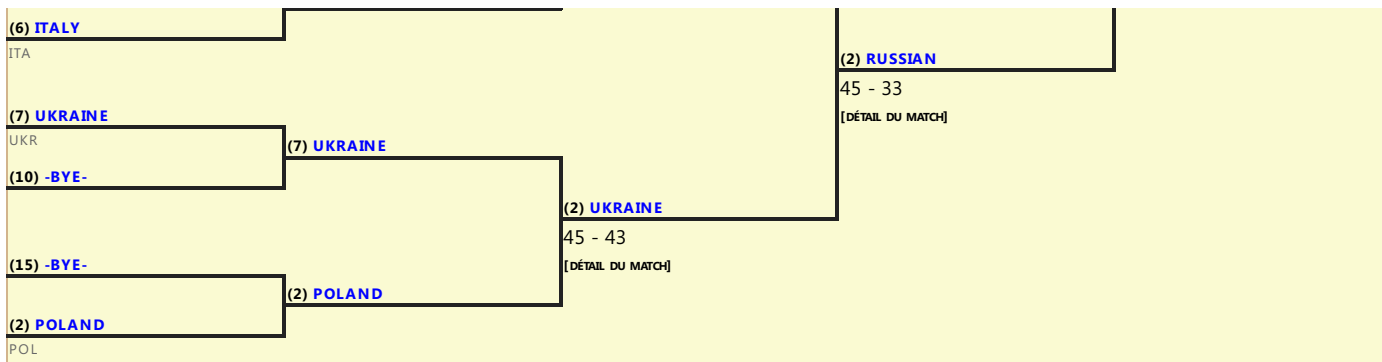 (6) ITALY
ITA
(2) RUSSIAN
45 - 33
[DÉTAIL DU MATCH]
(7) UKRAINE
UKR
(7) UKRAINE
(10) -BYE-
(2) UKRAINE
45 - 43
[DÉTAIL DU MATCH]
(15) -BYE-
(2) POLAND
(2) POLAND
POL